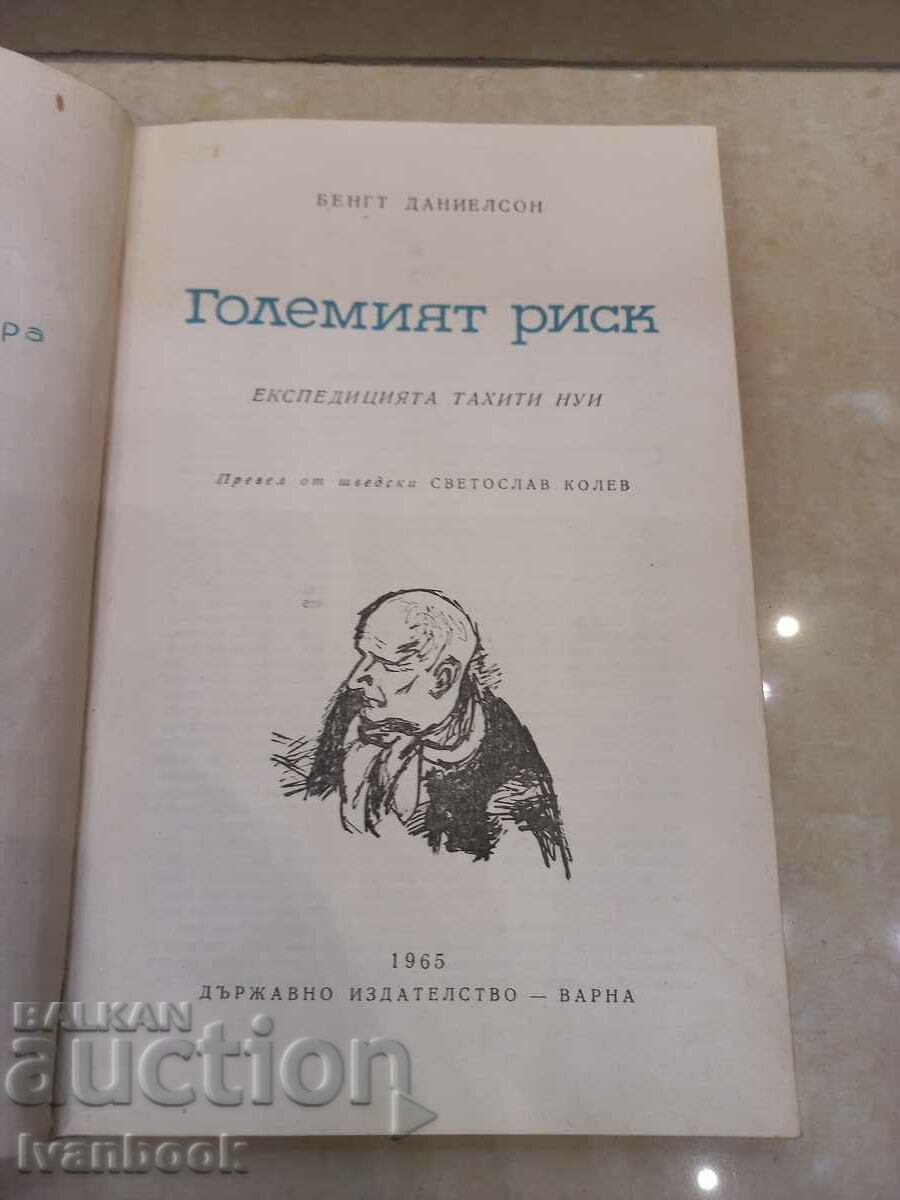 ра
БЕНГТ ДАНИЕЛСОН
Големият риск
ЕКСПЕДИЦИЯТА ТАХИТИ НУИ
Превел от шведски СВЕТОСЛАВ КОЛЕВ
1965
ДЪРЖАВНО ИЗДАТЕЛСТВО — ВАРНА
BALKAN
auction
Ivanbook